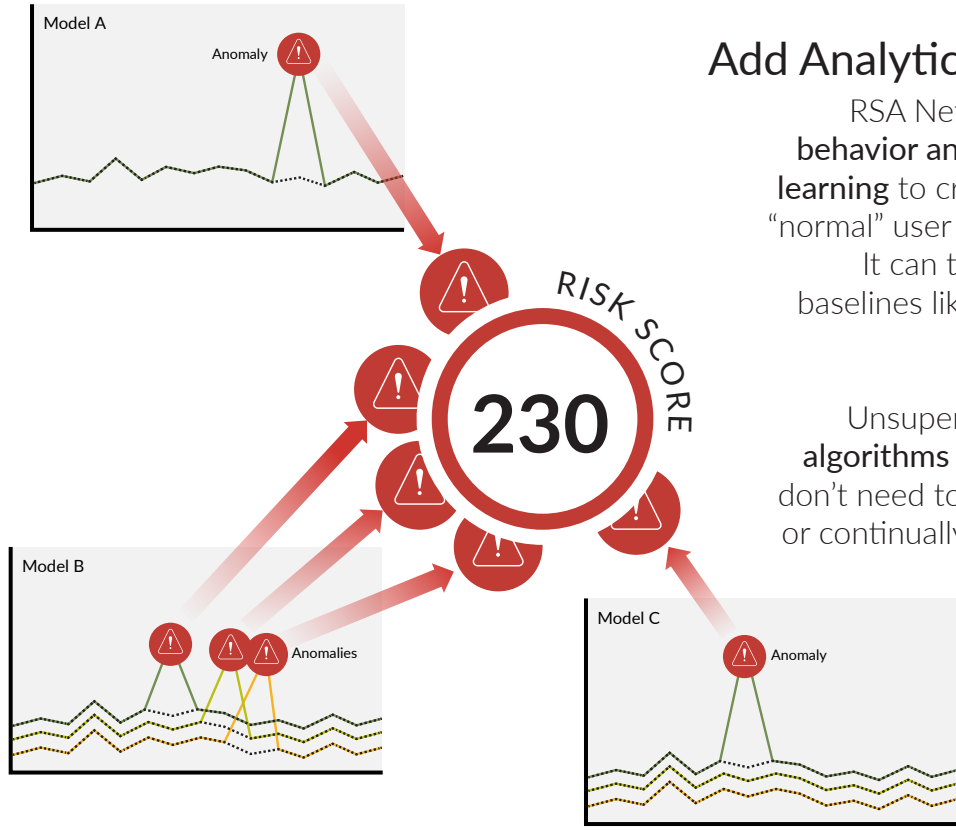 Model A
Anomaly
Add Analytic
RSA Ne
behavior an
learning to cr
“normal” user
It can t
baselines lik
RISK SCORE
230
Unsuper
algorithms
don’t need to
or continually
Model B
Anomalies
Model C
Anomaly